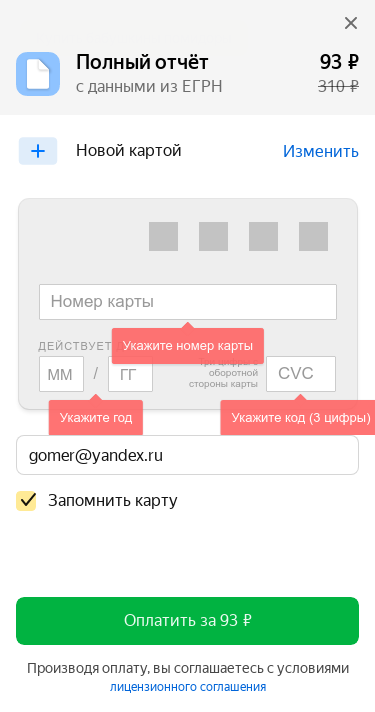 Полный отчёт
93 ₽
с данными из ЕГРН
310 ₽
Новой картой
Изменить
Номер карты
Укажите номер карты
ДЕЙСТВУЕТ
ММ
/
ГГ
оборотной
стороны карты
CVC
Укажите год
Укажите код (3 цифры)
gomer@yandex.ru
Запомнить карту
Оплатить за 93 ₽
Производя оплату, вы соглашаетесь с условиями
лицензионного соглашения